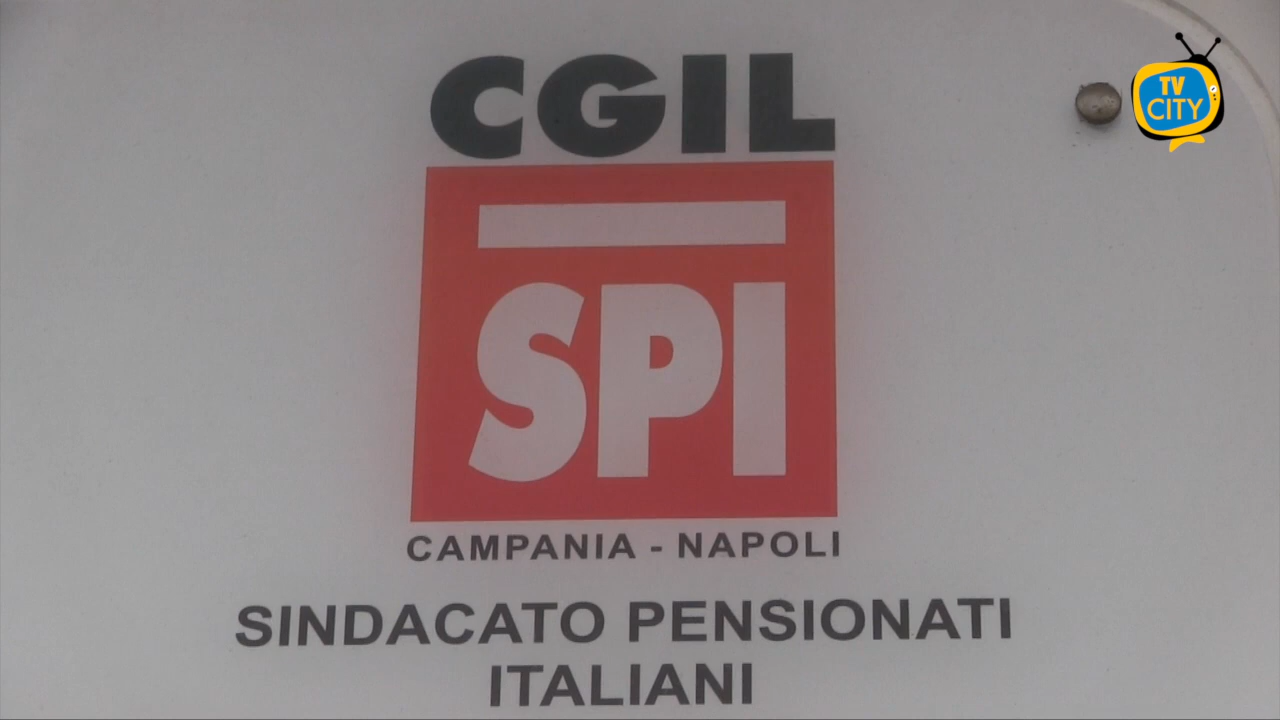 CGIL
SPI
CAMPANIA - NAPOLI
SINDACATO PENSIONATI
ITALIANI
TV
CITY